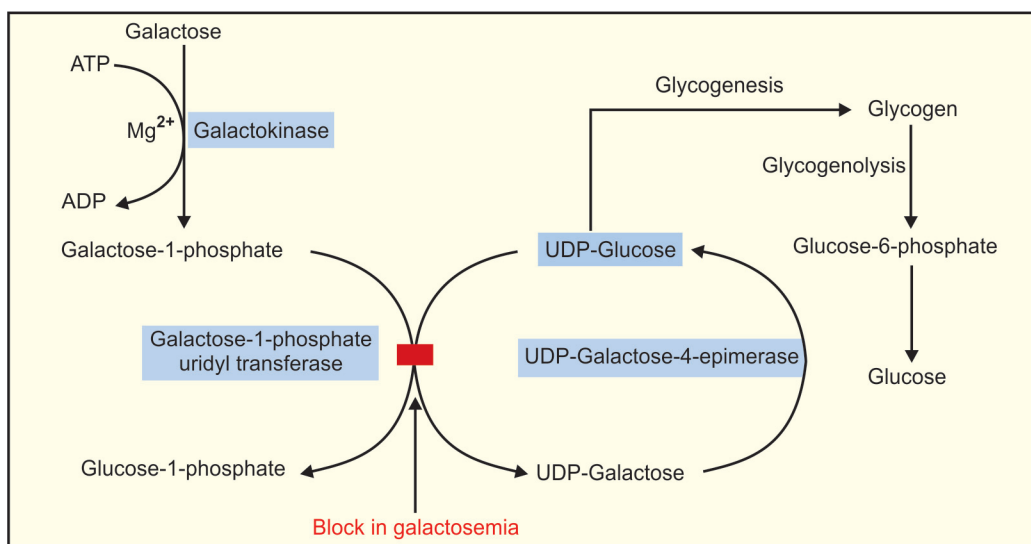 Galactose
ATP
Glycogenesis
Glycogen
Mg2+
Galactokinase
Glycogenolysis
ADP
Galactose-1-phosphate
UDP-Glucose
Glucose-6-phosphate
Galactose-1-phosphate
uridyl transferase
UDP-Galactose-4-epimerase
Glucose
Glucose-1-phosphate
UDP-Galactose
Block in galactosemia